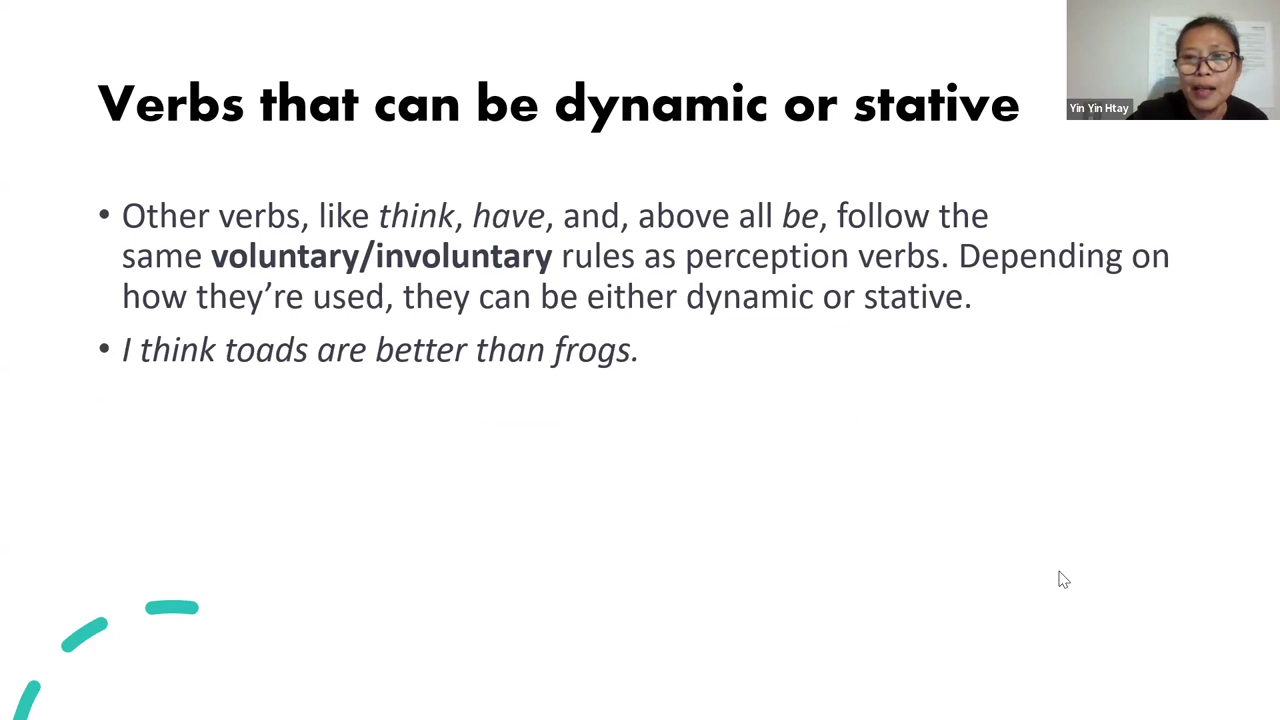 Verbs that can be dynamic or stative
Yin Yin Htay
• Other verbs, like think, have, and, above all be, follow the
same voluntary/involuntary rules as perception verbs. Depending on
how they’re used, they can be either dynamic or stative.
• I think toads are better than frogs.